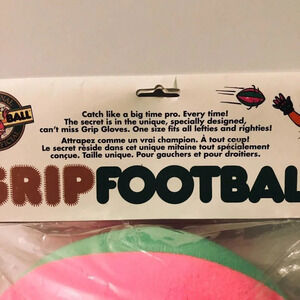 BALL
Catch like a big time pro. Every time!
The secret is in the unique, specially designed,
can't miss Grip Gloves. One size fits all lefties and righties!
Attrapez comme un vrai champion. À tout coup!
Le secret réside dans cet unique mitaine tout spécialement
conçue. Taille unique. Pour gauchers et pour droitiers.
GRIPFOOTBAL